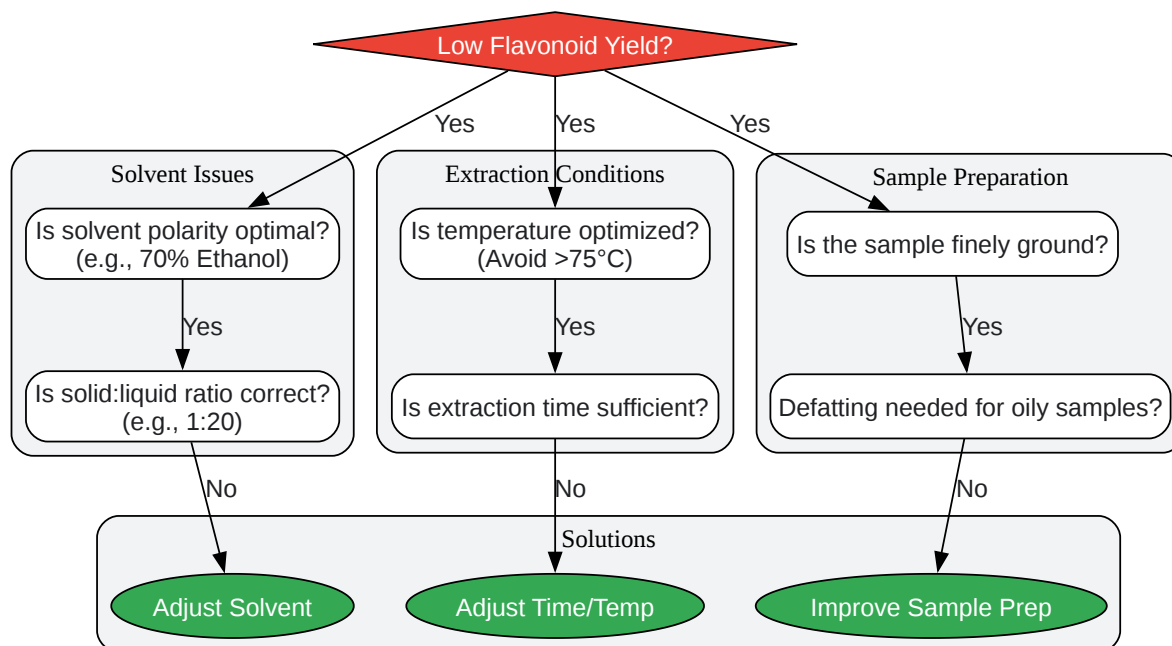 Low Flavonoid Yield?
Yes
Yes
Yes
Solvent Issues
Extraction Conditions
Sample Preparation
Is solvent polarity optimal?
(e.g., 70% Ethanol)
Is temperature optimized?
(Avoid >75°C)
Is the sample finely ground?
Yes
Yes
Yes
Is solid:liquid ratio correct?
(e.g., 1:20)
Is extraction time sufficient?
Defatting needed for oily samples?
No
No
No
Solutions
Adjust Solvent
Adjust Time/Temp
Improve Sample Prep